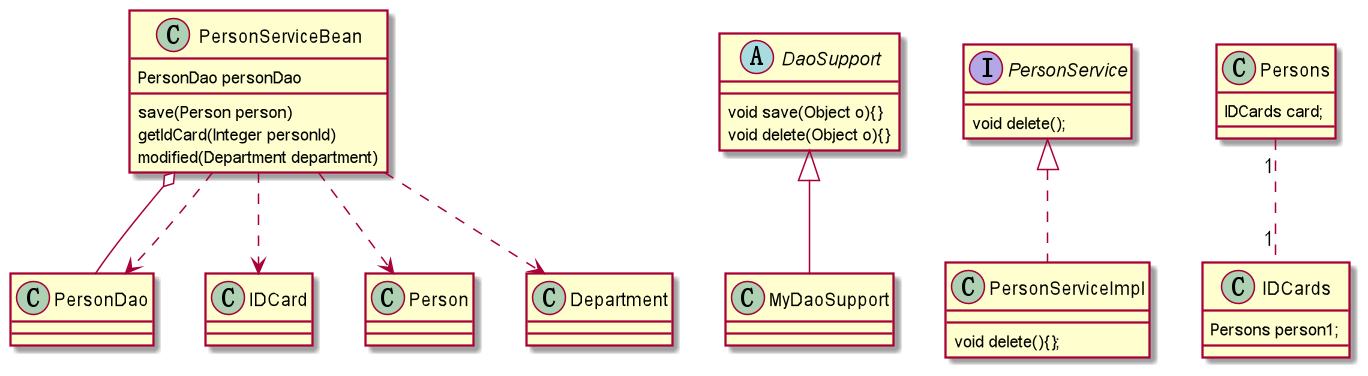 C PersonServiceBean
PersonDao personDao
save(Person person)
getIdCard(Integer personId)
modified(Department department)
C PersonDao
C IDCard
C Person
C Department
A DaoSupport
void save(Object o){}
void delete(Object o){}
C MyDaoSupport
I PersonService
void delete();
C PersonServiceImpl
void delete(){};
C Persons
IDCards card;
1
1
C IDCards
Persons person1;